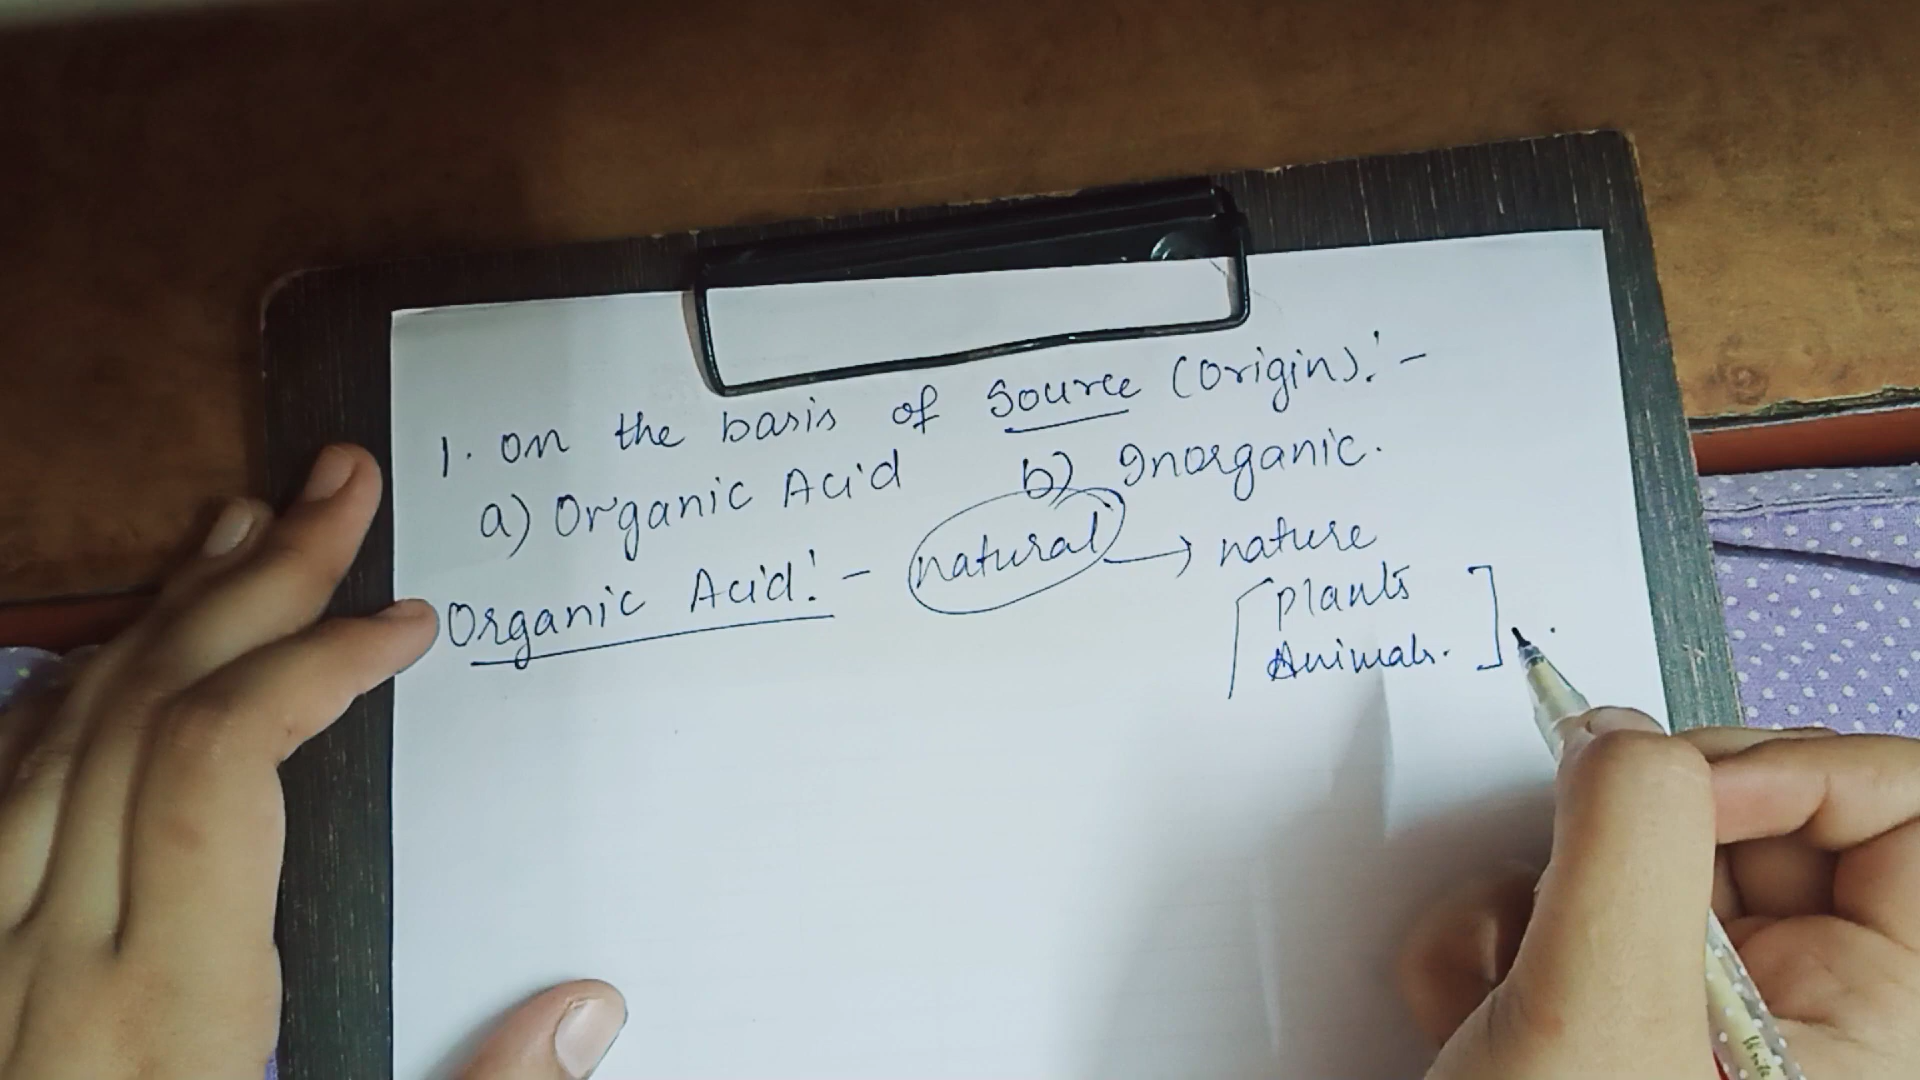 1. on the basis of source (origin):-
a) Organic Acid b) Inorganic.
Organic Acid:- natural → nature
[Plants
Animals.]